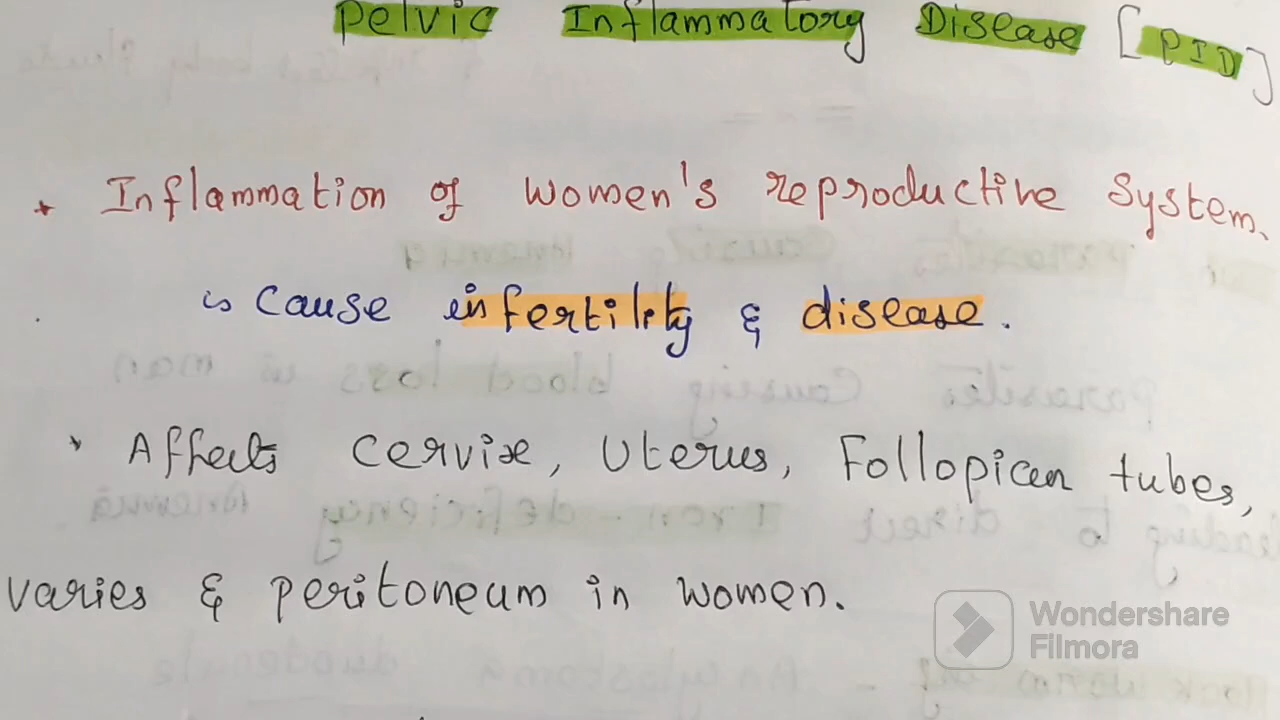 Pelvic Inflammatory Disease [PID]
* Inflammation of women's reproductive System.
is cause infertility & disease.
* Affects Cervix, Uterus, Follopian tubes,
varies & peritoneum in women.
Wondershare
Filmora